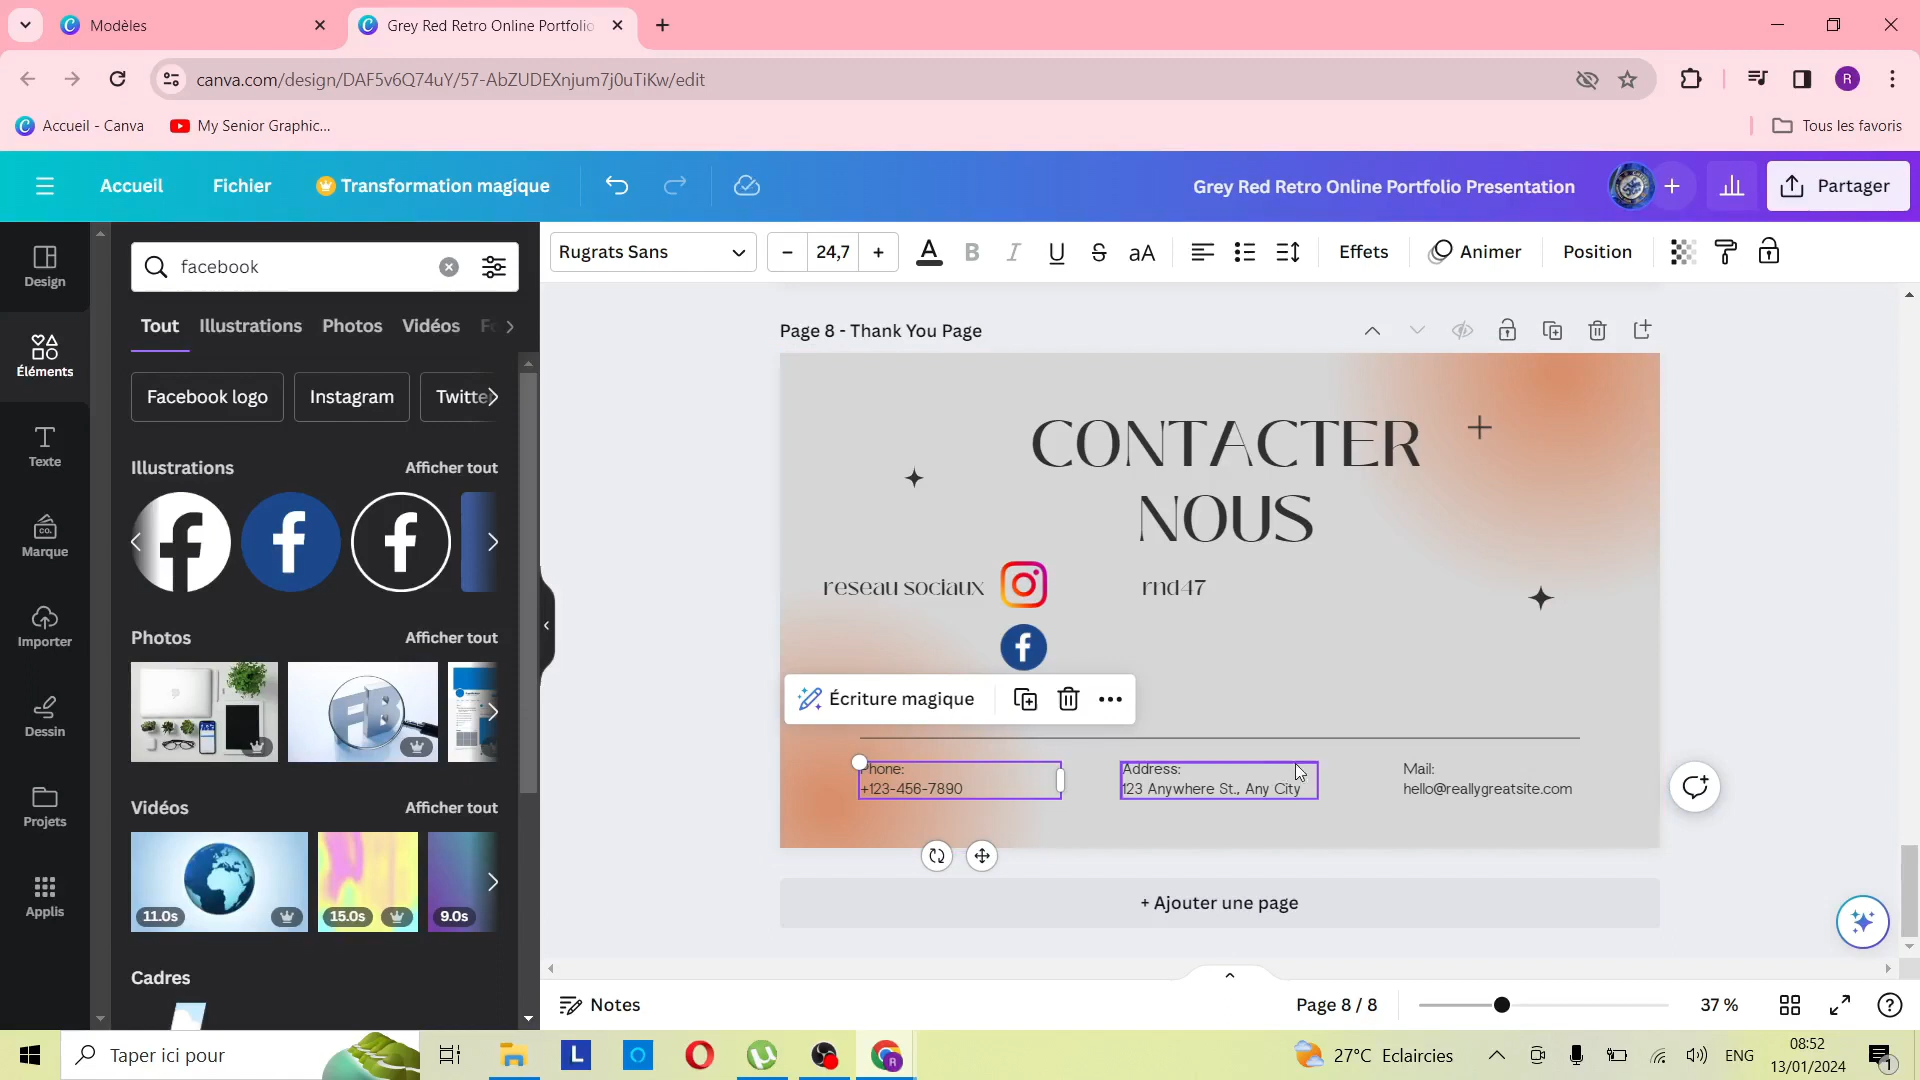 Modèles
Grey Red Retro Online Portfolio
canva.com/design/DAF5v6Q74uY/57-AbZUDEXnjum7j0uTiKw/edit
R
Accueil - Canva
My Senior Graphic...
Tous les favoris
Accueil
Fichier
Transformation magique
Grey Red Retro Online Portfolio Presentation
Partager
Design
Éléments
Texte
Marque
Importer
Dessin
Projets
Applis
facebook
Tout
Illustrations
Photos
Vidéos
Facebook logo
Instagram
Twitte
Illustrations
Afficher tout
Photos
Afficher tout
Vidéos
Afficher tout
11.0s
15.0s
9.0s
Cadres
Rugrats Sans
24,7
A
B
I
U
S
aA
Effets
Animer
Position
Page 8 - Thank You Page
CONTACTER
NOUS
reseau sociaux
rnd47
Écriture magique
Phone:
+123-456-7890
Address:
123 Anywhere St., Any City
Mail:
hello@reallygreatsite.com
+ Ajouter une page
Notes
Page 8 / 8
37 %
Taper ici pour
27°C Eclaircies
ENG
08:52
13/01/2024
1